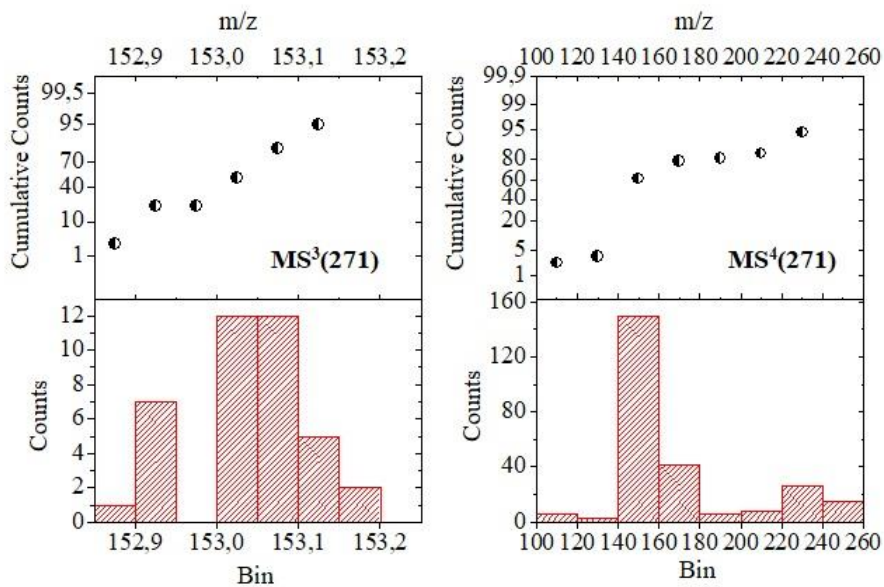 m/z
152,9 153,0 153,1 153,2
Cumulative Counts
99,5
95
70
40
10
1
MS³(271)
Counts
12
10
8
6
4
2
0
152,9 153,0 153,1 153,2
Bin
m/z
100 120 140 160 180 200 220 240 260
Cumulative Counts
99,9
99
95
80
60
40
20
5
1
MS⁴(271)
Counts
160
120
80
40
0
100 120 140 160 180 200 220 240 260
Bin